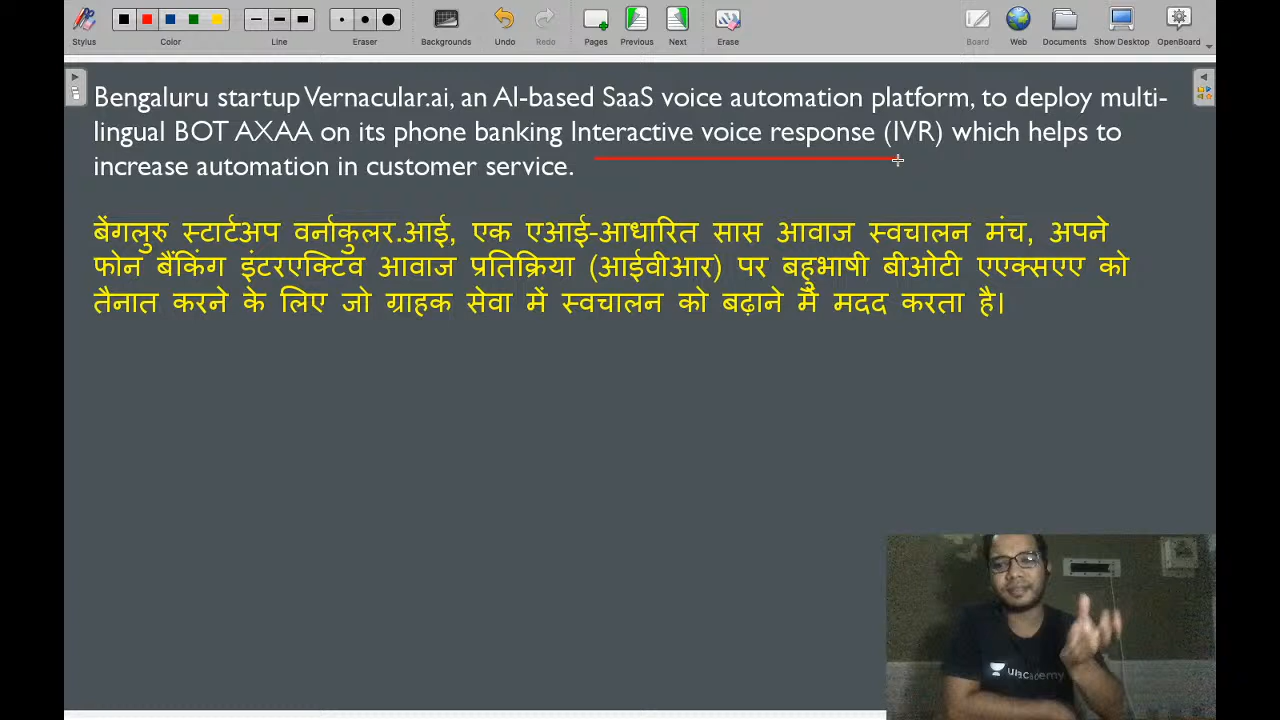 Stylus
Color
Line
Eraser
Backgrounds
Undo
Redo
Pages
Previous
Next
Erase
Board
Web
Documents
Show Desktop
OpenBoard
Bengaluru startup Vernacular.ai, an AI-based SaaS voice automation platform, to deploy multi-
lingual BOT AXAA on its phone banking Interactive voice response (IVR) which helps to
increase automation in customer service.
बेंगलुरु स्टार्टअप वर्नाकुलर.आई, एक एआई-आधारित सास आवाज स्वचालन मंच, अपने
फोन बैंकिंग इंटरएक्टिव आवाज प्रतिक्रिया (आईवीआर) पर बहुभाषी बीओटी एएक्सएए को
तैनात करने के लिए जो ग्राहक सेवा में स्वचालन को बढ़ाने में मदद करता है।
unacademy